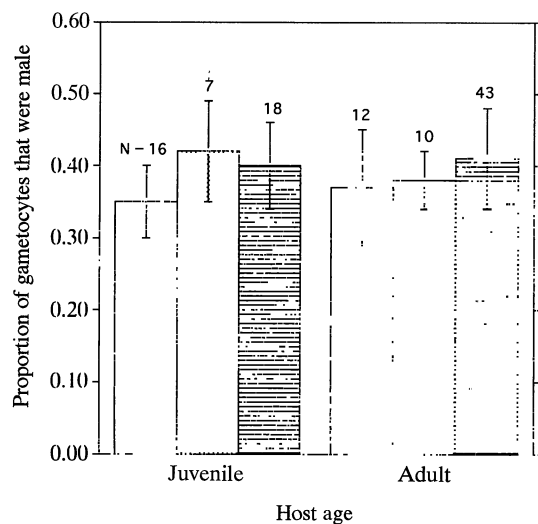 Proportion of gametocytes that were male
0.60
0.50
0.40
0.30
0.20
0.10
0.00
N – 16
7
18
12
10
43
Juvenile
Adult
Host age